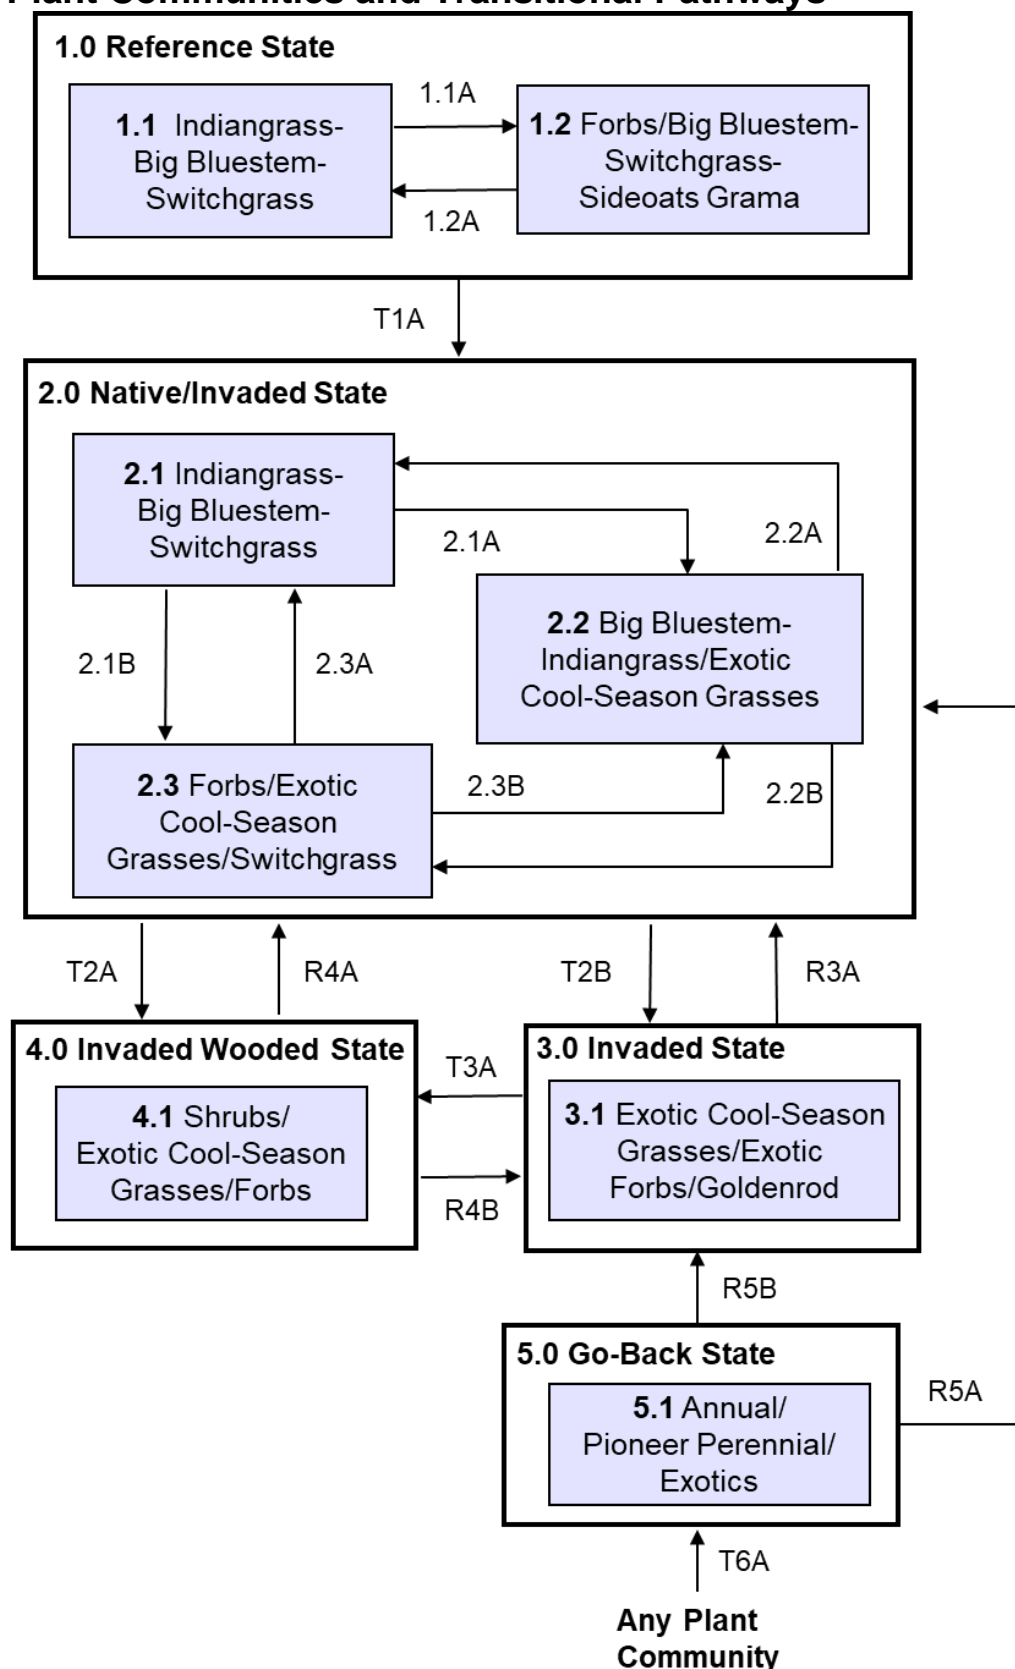 Plant Communities and Transitional Pathways
1.0 Reference State
1.1 Indiangrass-
Big Bluestem-
Switchgrass
1.1A
1.2A
1.2 Forbs/Big Bluestem-
Switchgrass-
Sideoats Grama
T1A
2.0 Native/Invaded State
2.1 Indiangrass-
Big Bluestem-
Switchgrass
2.1A
2.2A
2.2 Big Bluestem-
Indiangrass/Exotic
Cool-Season Grasses
2.1B
2.3A
2.3 Forbs/Exotic
Cool-Season
Grasses/Switchgrass
2.3B
2.2B
T2A
R4A
T2B
R3A
4.0 Invaded Wooded State
4.1 Shrubs/
Exotic Cool-Season
Grasses/Forbs
T3A
R4B
3.0 Invaded State
3.1 Exotic Cool-Season
Grasses/Exotic
Forbs/Goldenrod
R5B
5.0 Go-Back State
5.1 Annual/
Pioneer Perennial/
Exotics
R5A
T6A
Any Plant
Community